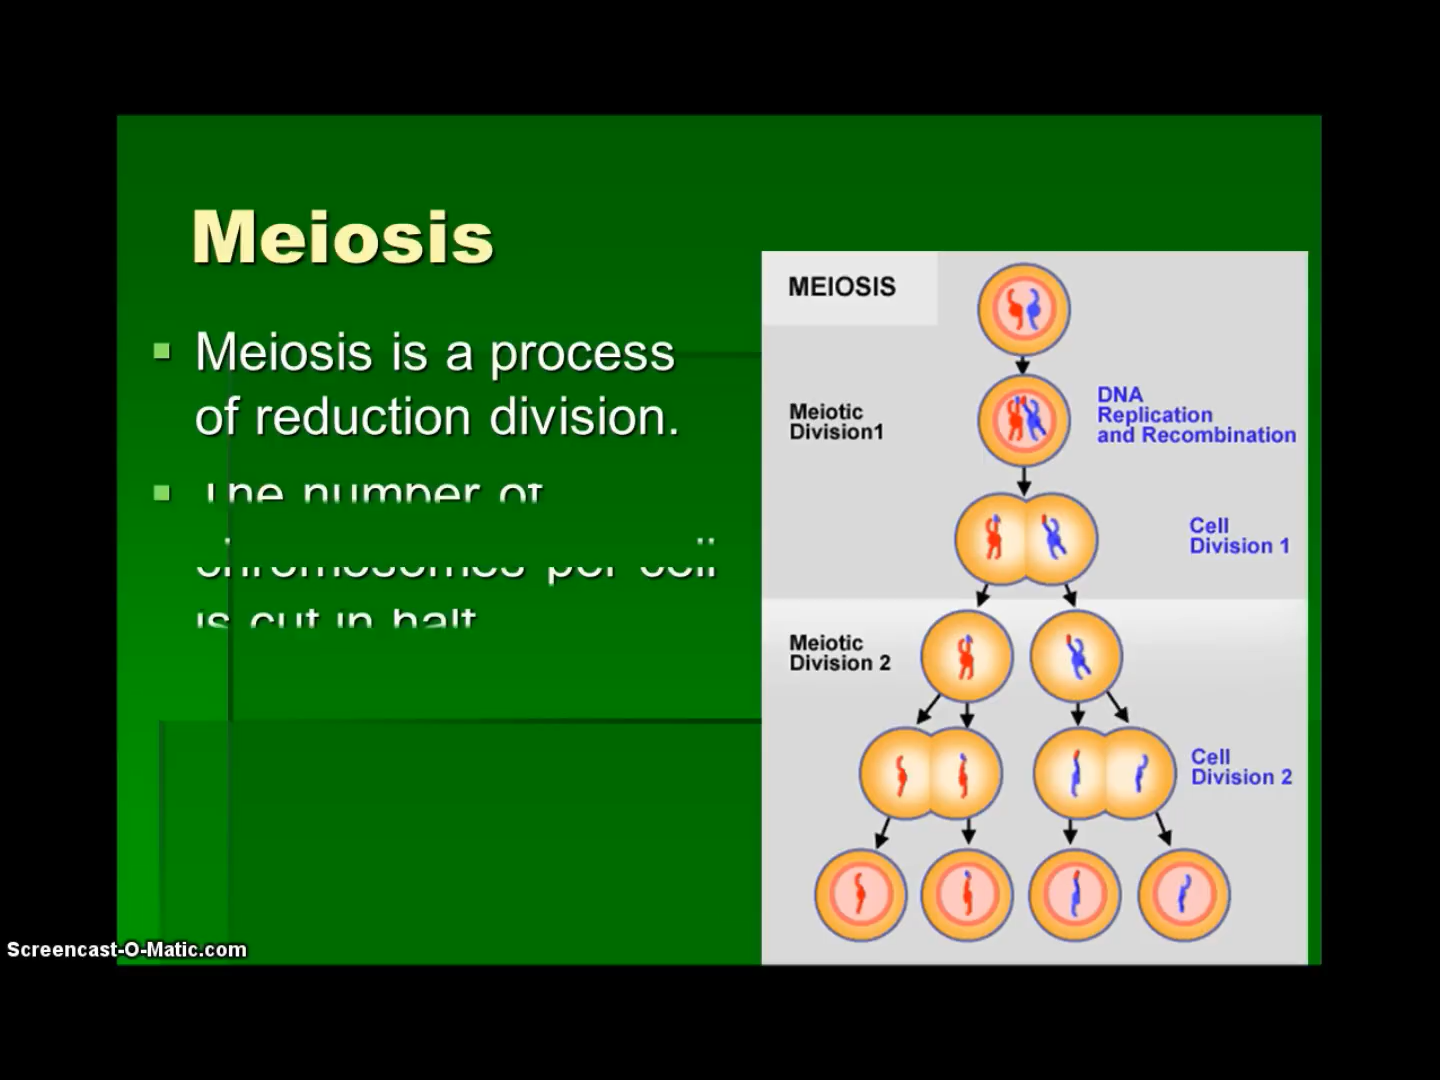 Meiosis
Meiosis is a process
of reduction division.
The number of
chromosomes per cell
is cut in half
MEIOSIS
Meiotic
Division1
DNA
Replication
and Recombination
Cell
Division 1
Meiotic
Division 2
Cell
Division 2
Screencast-O-Matic.com